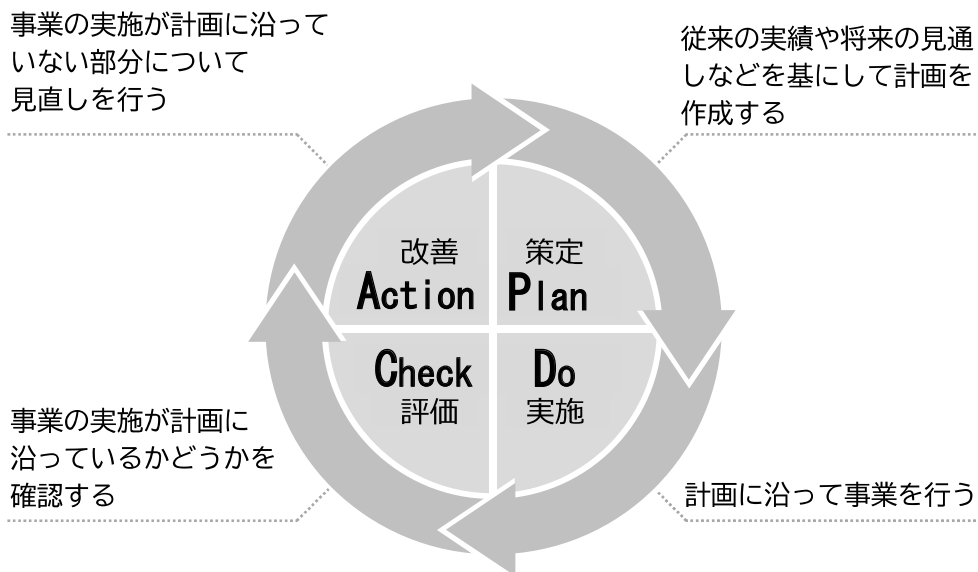 事業の実施が計画に沿って
いない部分について
見直しを行う
従来の実績や将来の見通
しなどを基にして計画を
作成する
改善
Action
策定
Plan
Check
評価
Do
実施
事業の実施が計画に
沿っているかどうかを
確認する
計画に沿って事業を行う